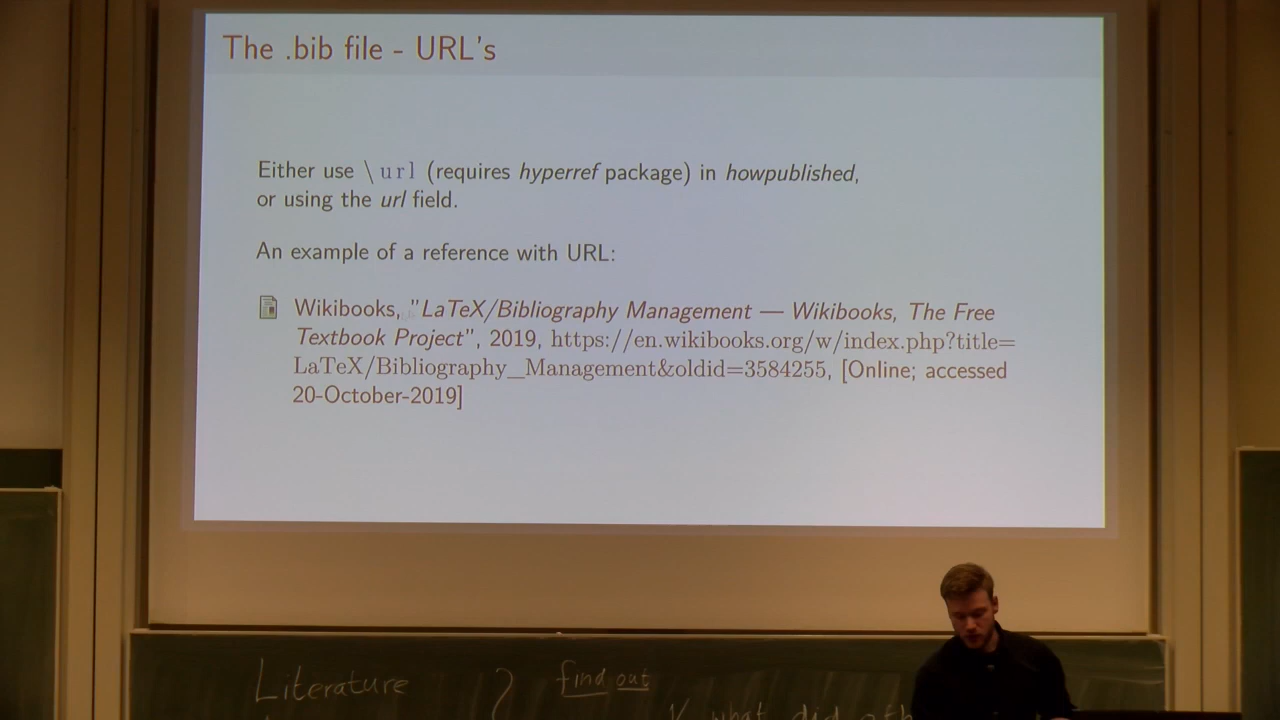 The .bib file - URL's
Either use \url (requires hyperref package) in howpublished,
or using the url field.
An example of a reference with URL:
Wikibooks, "LaTeX/Bibliography Management — Wikibooks, The Free
Textbook Project", 2019, https://en.wikibooks.org/w/index.php?title=
LaTeX/Bibliography_Management&oldid=3584255, [Online; accessed
20-October-2019]
Literature
find out
what did